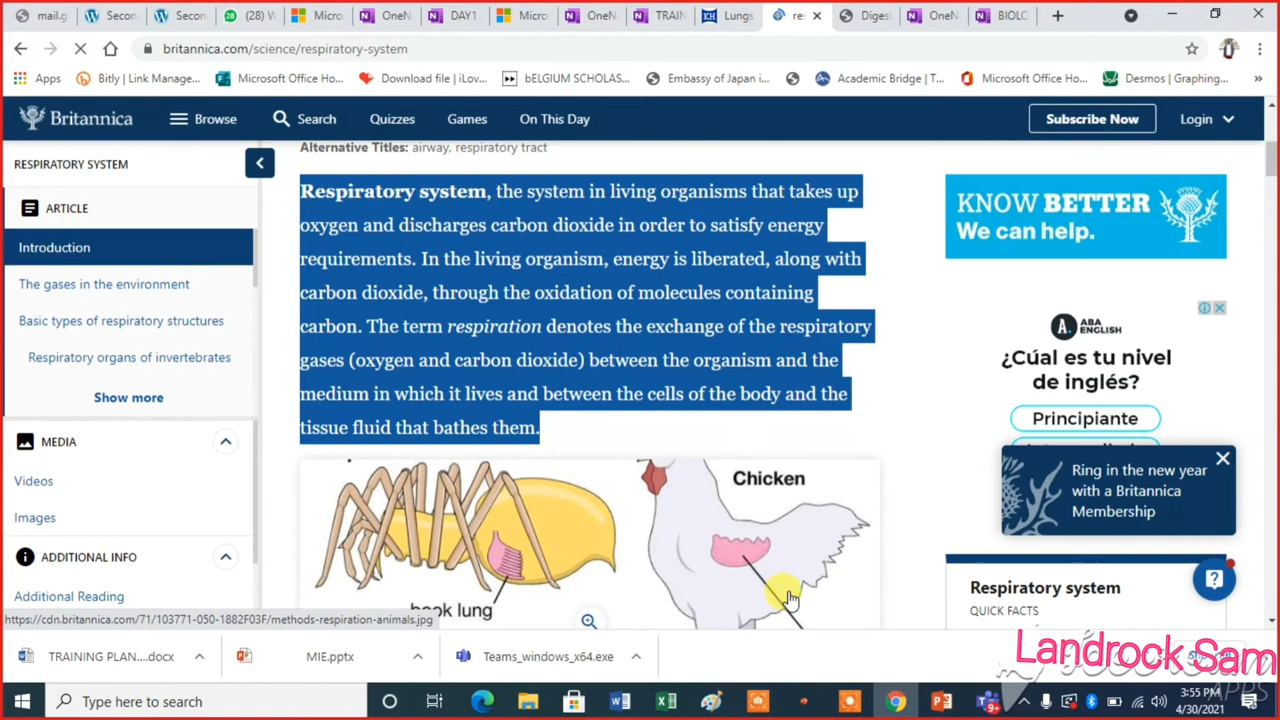 mail.g
Secon
Secon
28
(28) W
Micros
OneN
DAY1
Micro
OneN
TRAIN
KH
Lungs
res
Digest
OneN
BIOLO
britannica.com/science/respiratory-system
Apps
Bitly | Link Manage...
Microsoft Office Ho...
Download file | iLov...
bELGIUM SCHOLAS...
Embassy of Japan i...
Academic Bridge | T...
Microsoft Office Ho...
Desmos | Graphing...
Britannica
Browse
Search
Quizzes
Games
On This Day
Subscribe Now
Login
RESPIRATORY SYSTEM
ARTICLE
Introduction
The gases in the environment
Basic types of respiratory structures
Respiratory organs of invertebrates
Show more
MEDIA
Videos
Images
ADDITIONAL INFO
Additional Reading
https://cdn.britannica.com/71/103771-050-1882F03F/methods-respiration-animals.jpg
Alternative Titles: airway, respiratory tract
Respiratory system, the system in living organisms that takes up
oxygen and discharges carbon dioxide in order to satisfy energy
requirements. In the living organism, energy is liberated, along with
carbon dioxide, through the oxidation of molecules containing
carbon. The term respiration denotes the exchange of the respiratory
gases (oxygen and carbon dioxide) between the organism and the
medium in which it lives and between the cells of the body and the
tissue fluid that bathes them.
Chicken
book lung
KNOW BETTER
We can help.
A.
ABA
ENGLISH
¿Cuál es tu nivel
de inglés?
Principiante
Ring in the new year
with a Britannica
Membership
Respiratory system
QUICK FACTS
Landrock Sam
TRAINING PLAN....docx
MIE.pptx
Teams_windows_x64.exe
Type here to search
9+
3:55 PM
4/30/2021